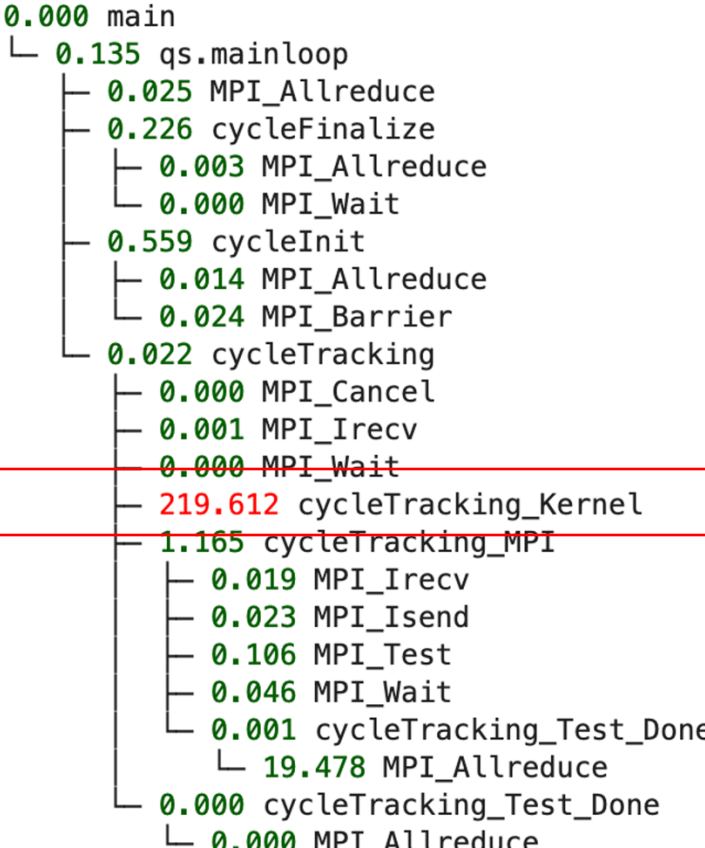 0.000 main
└─ 0.135 qs.mainloop
   ├─ 0.025 MPI_Allreduce
   ├─ 0.226 cycleFinalize
   │  ├─ 0.003 MPI_Allreduce
   │  └─ 0.000 MPI_Wait
   ├─ 0.559 cycleInit
   │  ├─ 0.014 MPI_Allreduce
   │  └─ 0.024 MPI_Barrier
   └─ 0.022 cycleTracking
      ├─ 0.000 MPI_Cancel
      ├─ 0.001 MPI_Irecv
      ├─ 0.000 MPI_Wait
      ├─ 219.612 cycleTracking_Kernel
      ├─ 1.165 cycleTracking_MPI
      │  ├─ 0.019 MPI_Irecv
      │  ├─ 0.023 MPI_Isend
      │  ├─ 0.106 MPI_Test
      │  ├─ 0.046 MPI_Wait
      │  └─ 0.001 cycleTracking_Test_Done
      │     └─ 19.478 MPI_Allreduce
      └─ 0.000 cycleTracking_Test_Done
         └─ 0.000 MPI_Allreduce